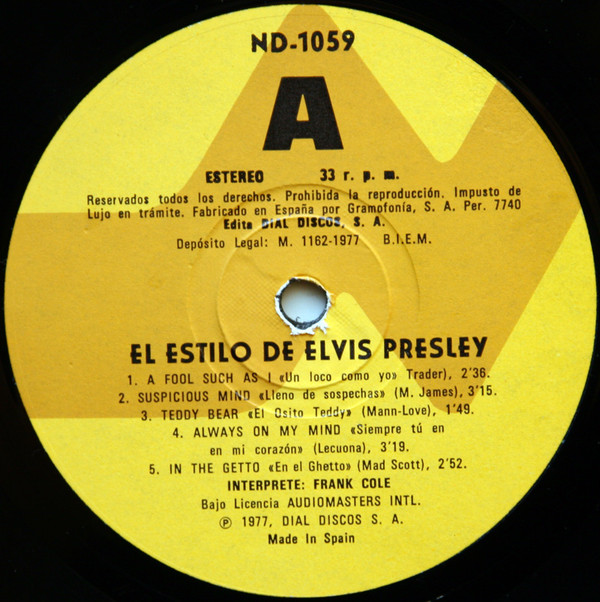 ND-1059
A
ESTEREO 33 r. p. m.
Reservados todos los derechos. Prohibida la reproducción. Impuesto de
Lujo en trámite. Fabricado en España por Gramofonía, S. A. Per. 7740
Edita DIAL DISCOS, S. A.
Depósito Legal: M. 1162-1977 B.I.E.M.
EL ESTILO DE ELVIS PRESLEY
1. A FOOL SUCH AS I «Un loco como yo» Trader), 2'36.
2. SUSPICIOUS MIND «Lleno de sospechas» (M. James), 3'15.
3. TEDDY BEAR «El Osito Teddy» (Mann-Love), 1'49.
4. ALWAYS ON MY MIND «Siempre tú en
en mi corazón» (Lecuona), 3'19.
5. IN THE GETTO «En el Ghetto» (Mad Scott), 2'52.
INTERPRETE: FRANK COLE
Bajo Licencia AUDIOMASTERS INTL.
℗ 1977, DIAL DISCOS S. A.
Made In Spain